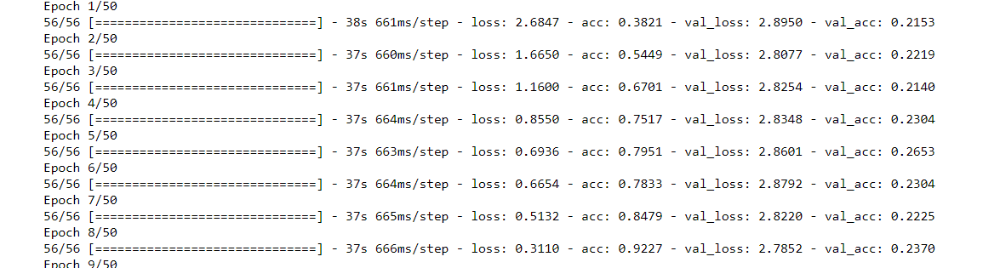 Epoch 1/50
56/56 [==============================] - 38s 661ms/step - loss: 2.6847 - acc: 0.3821 - val_loss: 2.8950 - val_acc: 0.2153
Epoch 2/50
56/56 [==============================] - 37s 660ms/step - loss: 1.6650 - acc: 0.5449 - val_loss: 2.8077 - val_acc: 0.2219
Epoch 3/50
56/56 [==============================] - 37s 661ms/step - loss: 1.1600 - acc: 0.6701 - val_loss: 2.8254 - val_acc: 0.2140
Epoch 4/50
56/56 [==============================] - 37s 664ms/step - loss: 0.8550 - acc: 0.7517 - val_loss: 2.8348 - val_acc: 0.2304
Epoch 5/50
56/56 [==============================] - 37s 663ms/step - loss: 0.6936 - acc: 0.7951 - val_loss: 2.8601 - val_acc: 0.2653
Epoch 6/50
56/56 [==============================] - 37s 664ms/step - loss: 0.6654 - acc: 0.7833 - val_loss: 2.8792 - val_acc: 0.2304
Epoch 7/50
56/56 [==============================] - 37s 665ms/step - loss: 0.5132 - acc: 0.8479 - val_loss: 2.8220 - val_acc: 0.2225
Epoch 8/50
56/56 [==============================] - 37s 666ms/step - loss: 0.3110 - acc: 0.9227 - val_loss: 2.7852 - val_acc: 0.2370
Epoch 9/50